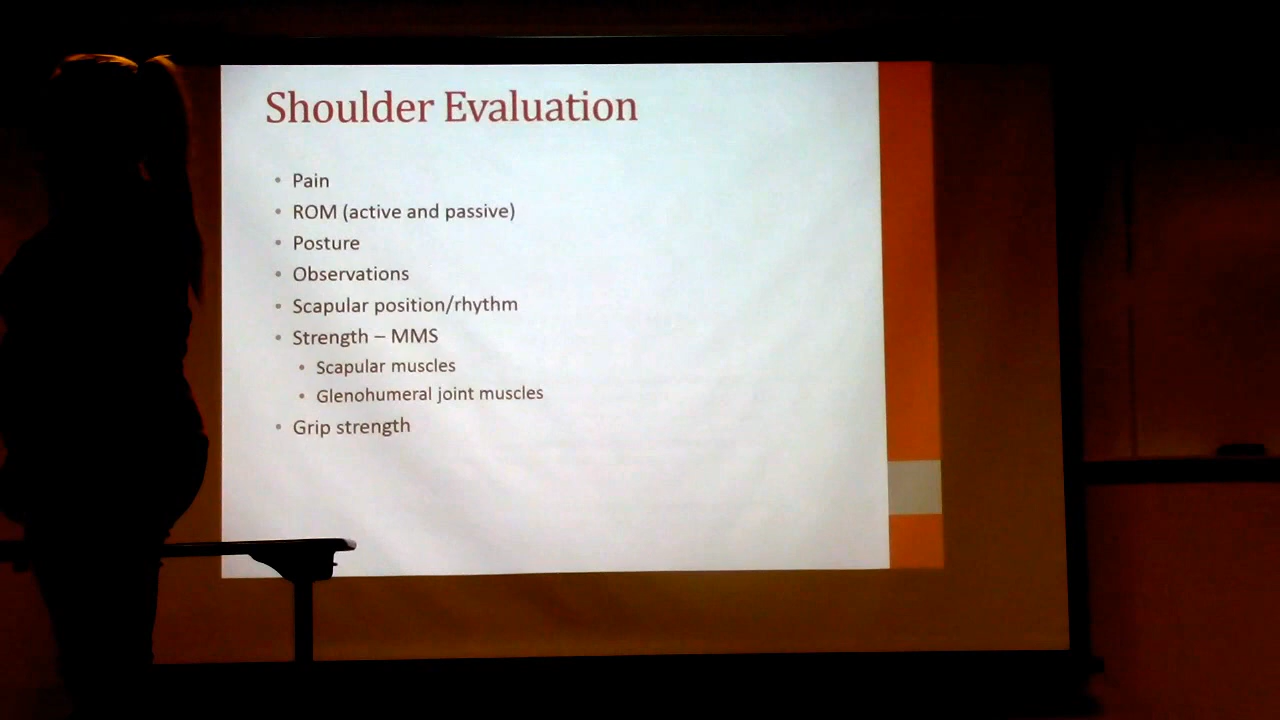 Shoulder Evaluation
• Pain
• ROM (active and passive)
• Posture
• Observations
• Scapular position/rhythm
• Strength – MMS
• Scapular muscles
• Glenohumeral joint muscles
• Grip strength